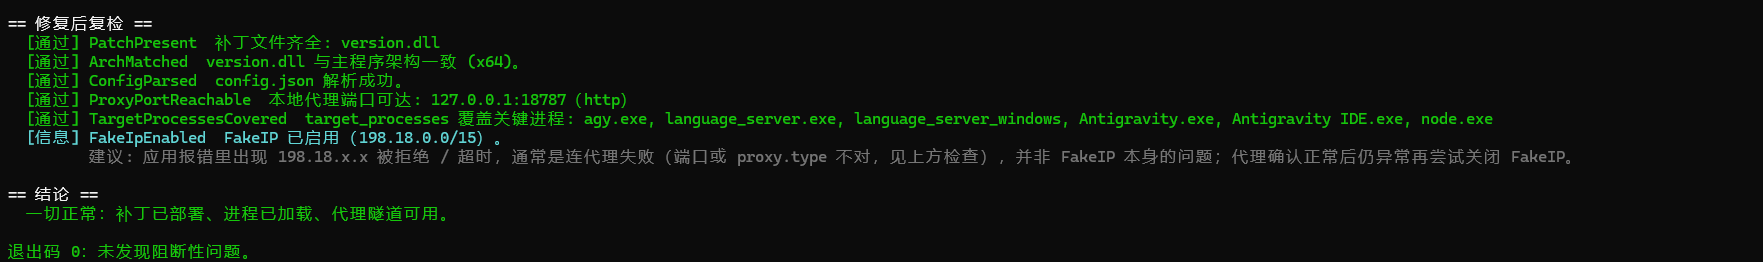 == 修复后复检 ==
[通过] PatchPresent 补丁文件齐全: version.dll
[通过] ArchMatched version.dll 与主程序架构一致 (x64)。
[通过] ConfigParsed config.json 解析成功。
[通过] ProxyPortReachable 本地代理端口可达: 127.0.0.1:18787（http）
[通过] TargetProcessesCovered target_processes 覆盖关键进程: agy.exe, language_server.exe, language_server_windows, Antigravity.exe, Antigravity IDE.exe, node.exe
[信息] FakeIpEnabled FakeIP 已启用（198.18.0.0/15）。
建议: 应用报错里出现 198.18.x.x 被拒绝 / 超时，通常是连代理失败（端口或 proxy.type 不对，见上方检查），并非 FakeIP 本身的问题；代理确认正常后仍异常再尝试关闭 FakeIP。
== 结论 ==
一切正常: 补丁已部署、进程已加载、代理隧道可用。
退出码 0: 未发现阻断性问题。